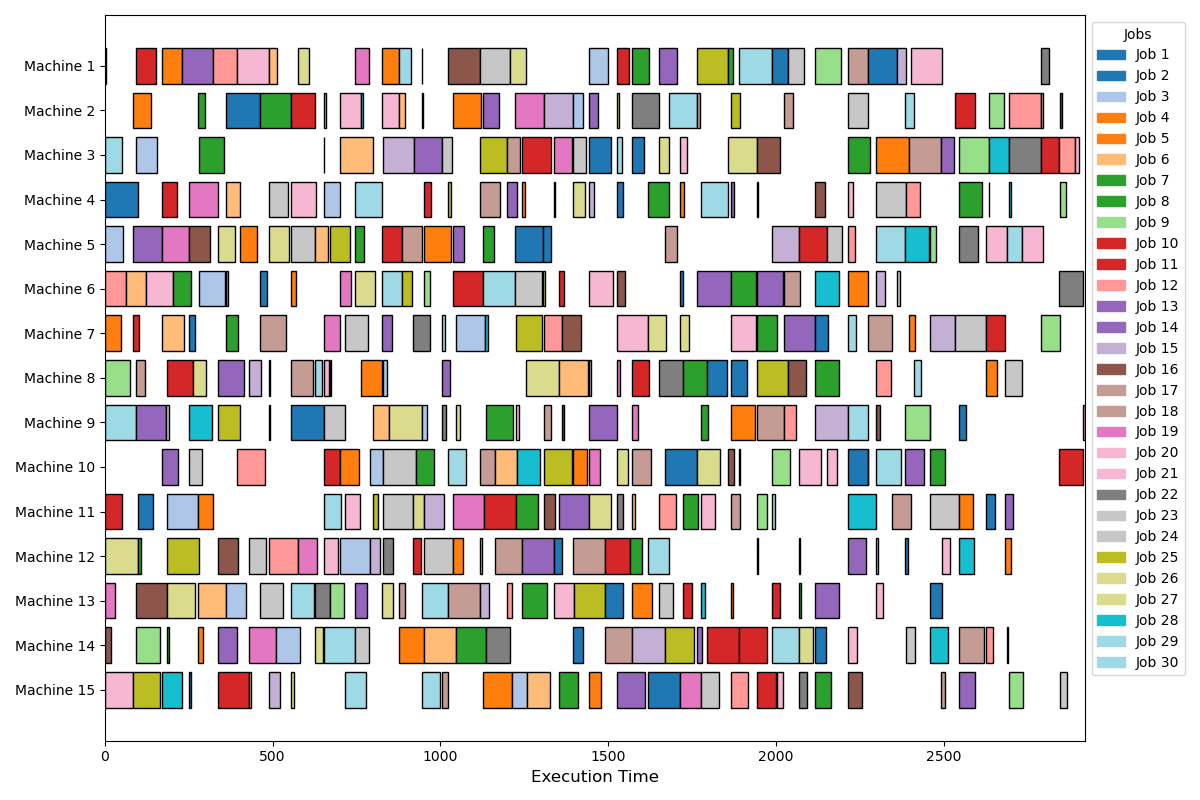 Machine 1
Machine 2
Machine 3
Machine 4
Machine 5
Machine 6
Machine 7
Machine 8
Machine 9
Machine 10
Machine 11
Machine 12
Machine 13
Machine 14
Machine 15
0 500 1000 1500 2000 2500
Execution Time
Jobs
Job 1
Job 2
Job 3
Job 4
Job 5
Job 6
Job 7
Job 8
Job 9
Job 10
Job 11
Job 12
Job 13
Job 14
Job 15
Job 16
Job 17
Job 18
Job 19
Job 20
Job 21
Job 22
Job 23
Job 24
Job 25
Job 26
Job 27
Job 28
Job 29
Job 30